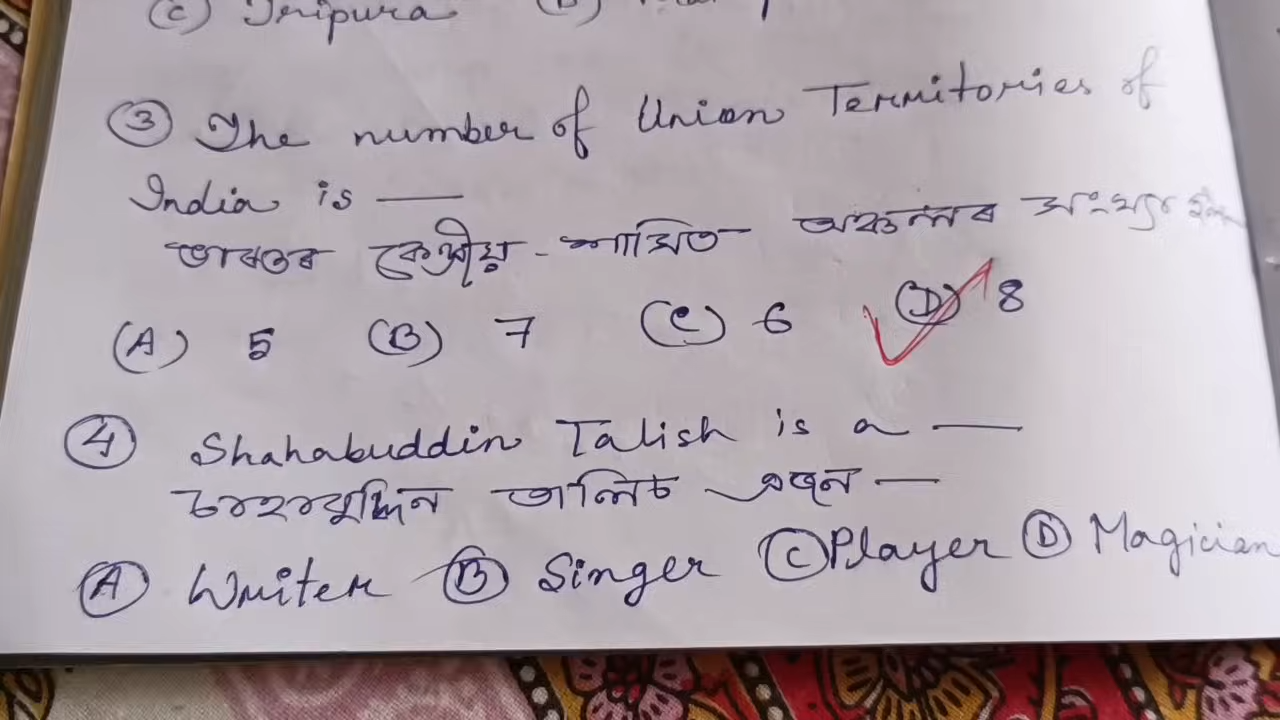 (C) Tripura (D)
③ The number of Union Territories of
India is —
ভাৰতৰ কেন্দ্ৰীয় - শাসিত অঞ্চলৰ সংখ্যা
(A) 5 (B) 7 (C) 6 (D) 8
④ Shahabuddin Talish is a —
চাহাবুদ্দিন তালিচ এজন —
Ⓐ Writer Ⓑ Singer Ⓒ Player Ⓓ Magician